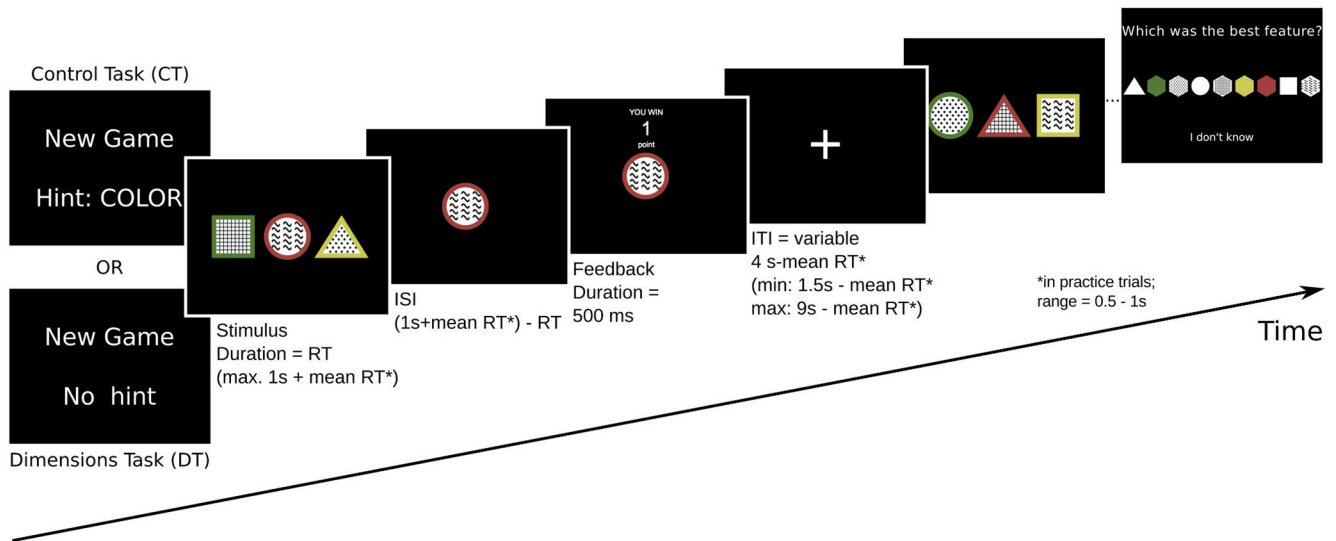 Control Task (CT)
New Game
Hint: COLOR
OR
New Game
No hint
Dimensions Task (DT)
Stimulus
Duration = RT
(max. 1s + mean RT*)
ISI
(1s+mean RT*) - RT
YOU WIN
1
point
Feedback
Duration =
500 ms
+
ITI = variable
4 s-mean RT*
(min: 1.5s - mean RT*
max: 9s - mean RT*)
...
Which was the best feature?
I don't know
*in practice trials;
range = 0.5 - 1s
Time